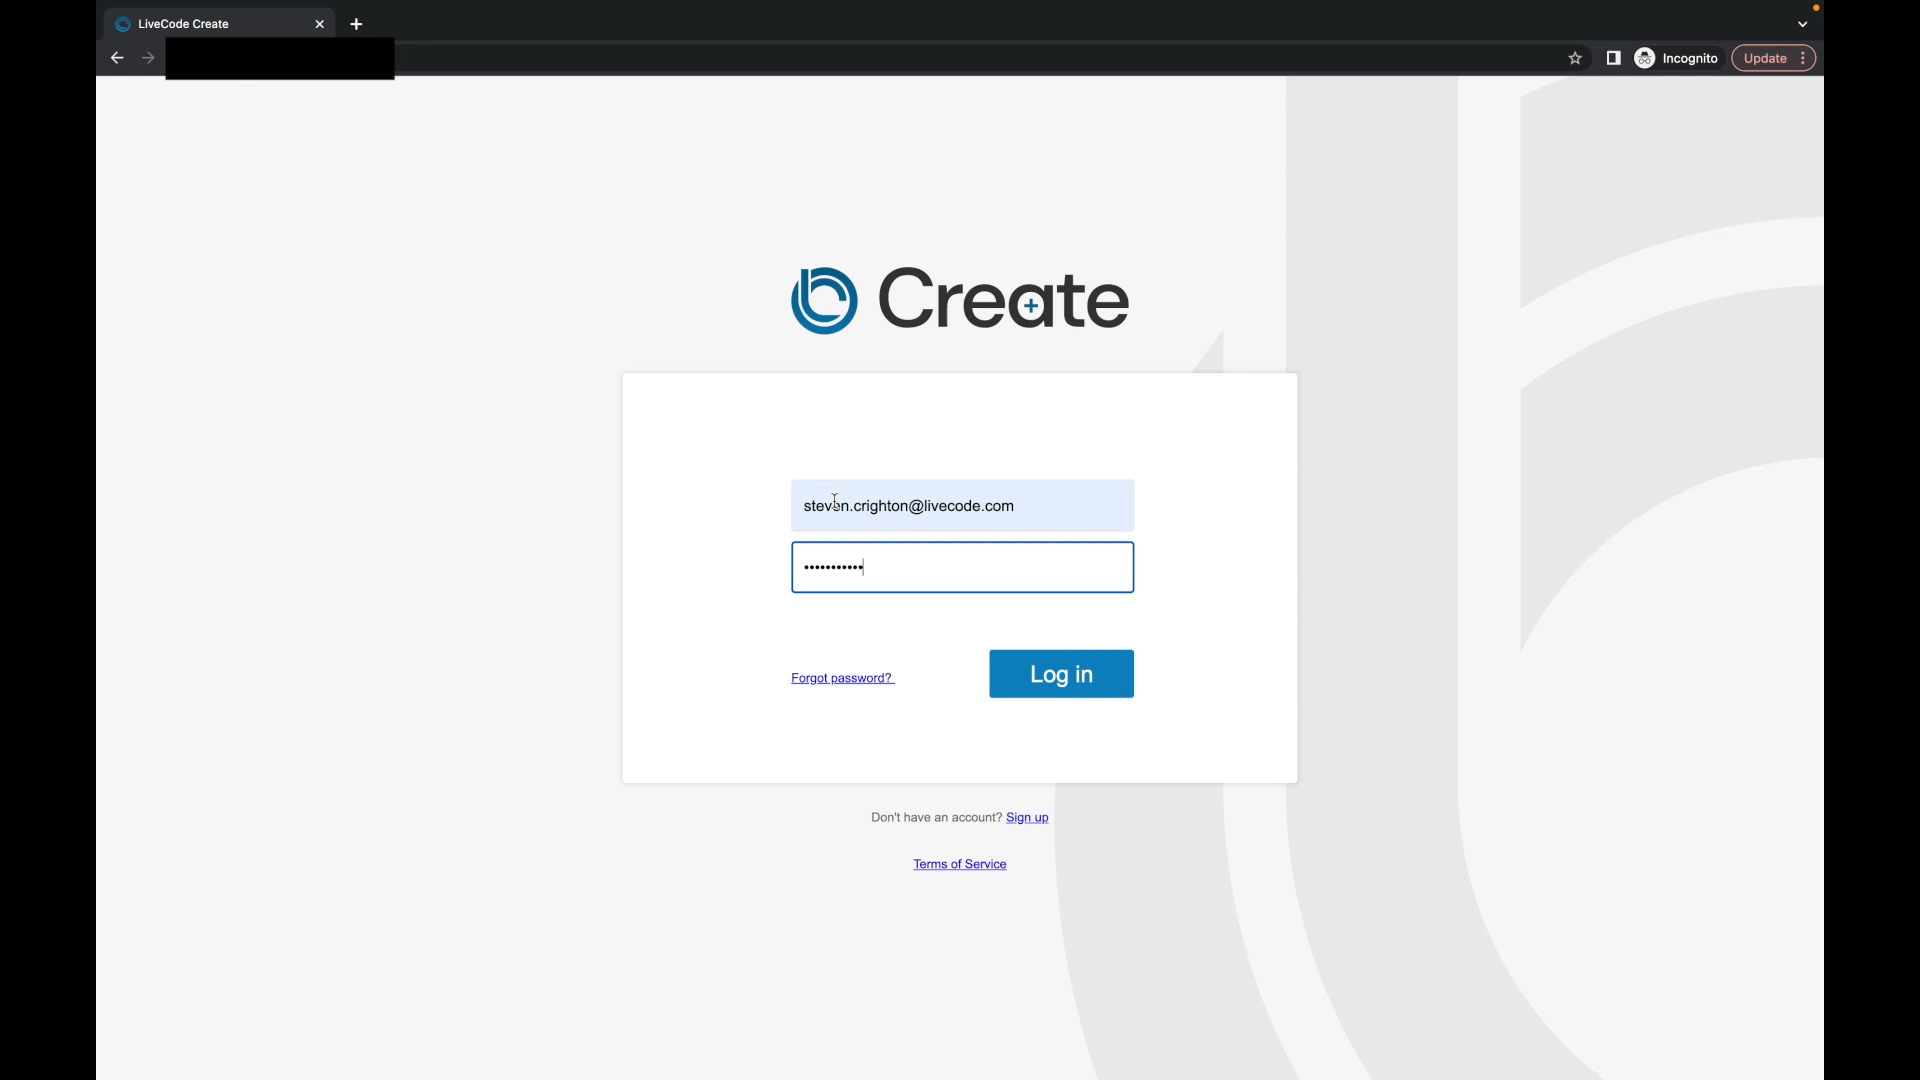 LiveCode Create
Incognito
Update
Create
steven.crighton@livecode.com
•••••••••••
Forgot password?
Log in
Don't have an account? Sign up
Terms of Service